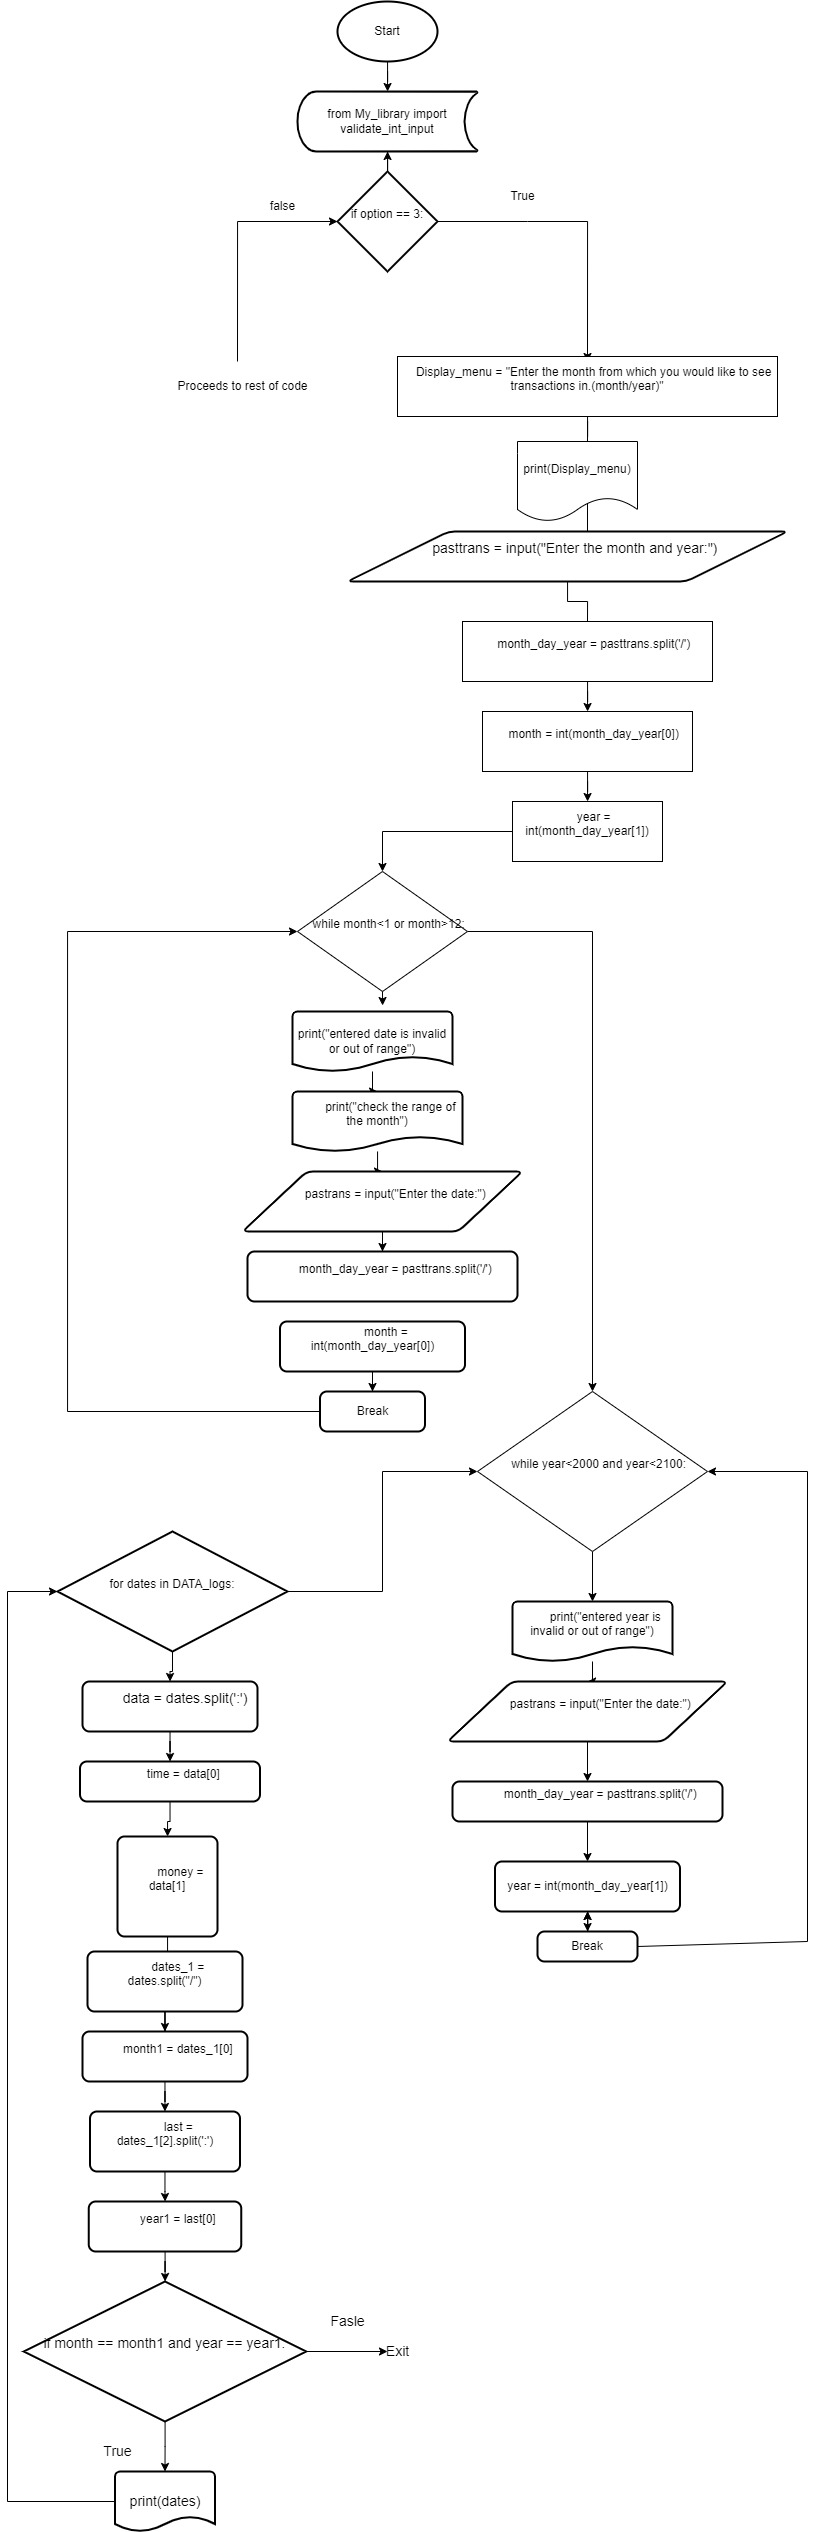 Start
from My_library import
validate_int_input
True
false
if option == 3:
Display_menu = "Enter the month from which you would like to see
transactions in.(month/year)"
Proceeds to rest of code
print(Display_menu)
pasttrans = input("Enter the month and year:")
month_day_year = pasttrans.split('/')
month = int(month_day_year[0])
year =
int(month_day_year[1])
while month<1 or month>12:
print("entered date is invalid
or out of range")
print("check the range of
the month")
pastrans = input("Enter the date:")
month_day_year = pasttrans.split('/')
month =
int(month_day_year[0])
Break
while year<2000 and year<2100:
for dates in DATA_logs:
print("entered year is
invalid or out of range")
data = dates.split(':')
pastrans = input("Enter the date:")
time = data[0]
month_day_year = pasttrans.split('/')
money =
data[1]
year = int(month_day_year[1])
Break
dates_1 =
dates.split("/")
month1 = dates_1[0]
last =
dates_1[2].split(':')
year1 = last[0]
Fasle
if month == month1 and year == year1:
Exit
True
print(dates)